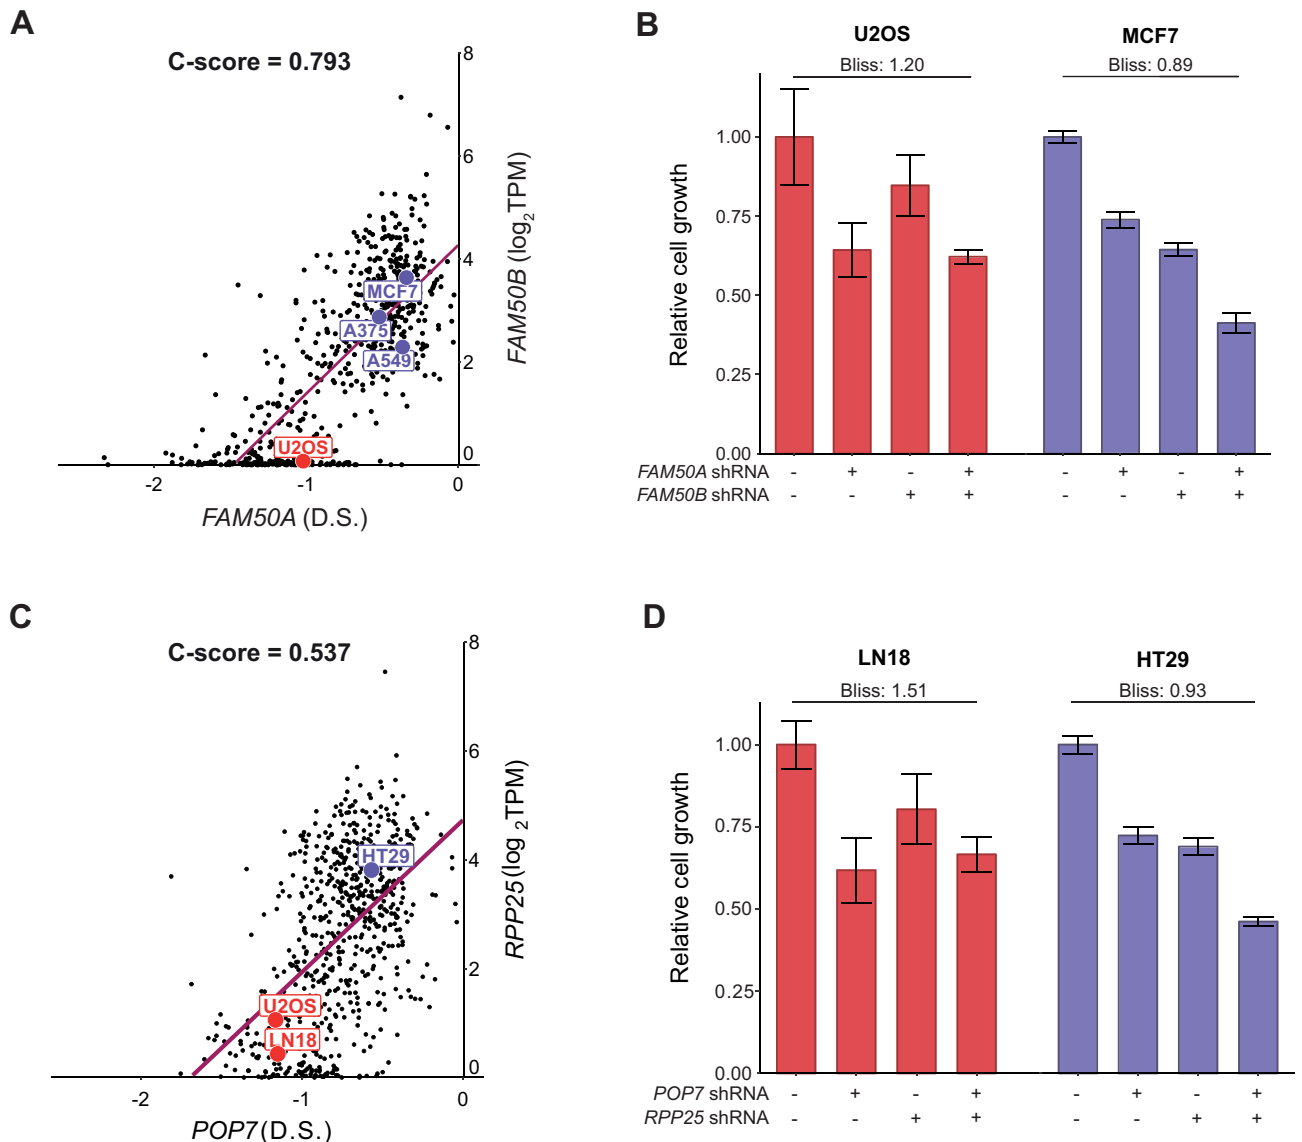 A
C-score = 0.793
8
6
4
2
0
FAM50B (log2TPM)
MCF7
A375
A549
U2OS
-2 -1 0
FAM50A (D.S.)
B
U2OS MCF7
Bliss: 1.20 Bliss: 0.89
Relative cell growth
1.00
0.75
0.50
0.25
0.00
FAM50A shRNA - + - + - + - +
FAM50B shRNA - - + + - - + +
C
C-score = 0.537
8
6
4
2
0
RPP25 (log 2TPM)
HT29
U2OS
LN18
-2 -1 0
POP7 (D.S.)
D
LN18 HT29
Bliss: 1.51 Bliss: 0.93
Relative cell growth
1.00
0.75
0.50
0.25
0.00
POP7 shRNA - + - + - + - +
RPP25 shRNA - - + + - - + +